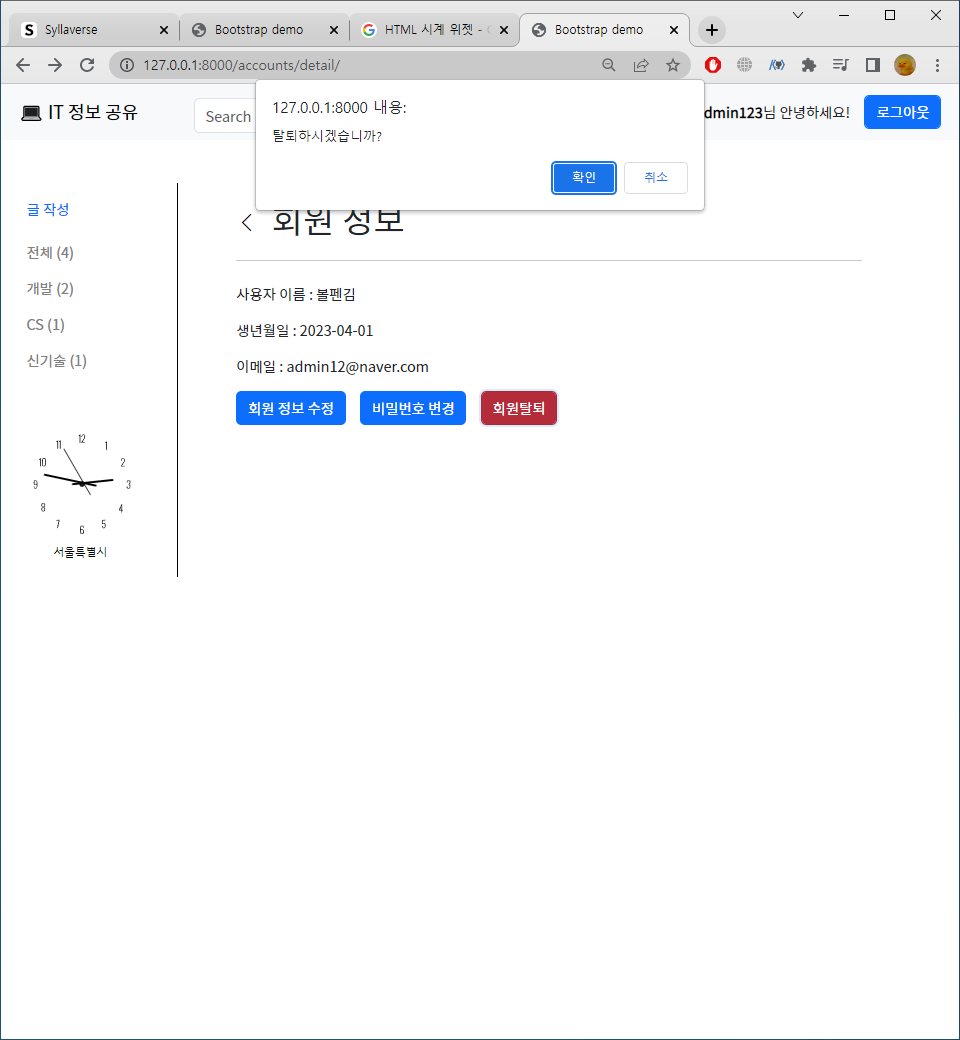 Syllaverse
Bootstrap demo
HTML 시계 위젯 -
Bootstrap demo
127.0.0.1:8000/accounts/detail/
IT 정보 공유
Search
dmin123님 안녕하세요!
로그아웃
127.0.0.1:8000 내용:
탈퇴하시겠습니까?
확인
취소
글 작성
전체 (4)
개발 (2)
CS (1)
신기술 (1)
12
1
2
3
4
5
6
7
8
9
10
11
서울특별시
회원 정보
사용자 이름 : 볼펜김
생년월일 : 2023-04-01
이메일 : admin12@naver.com
회원 정보 수정
비밀번호 변경
회원탈퇴